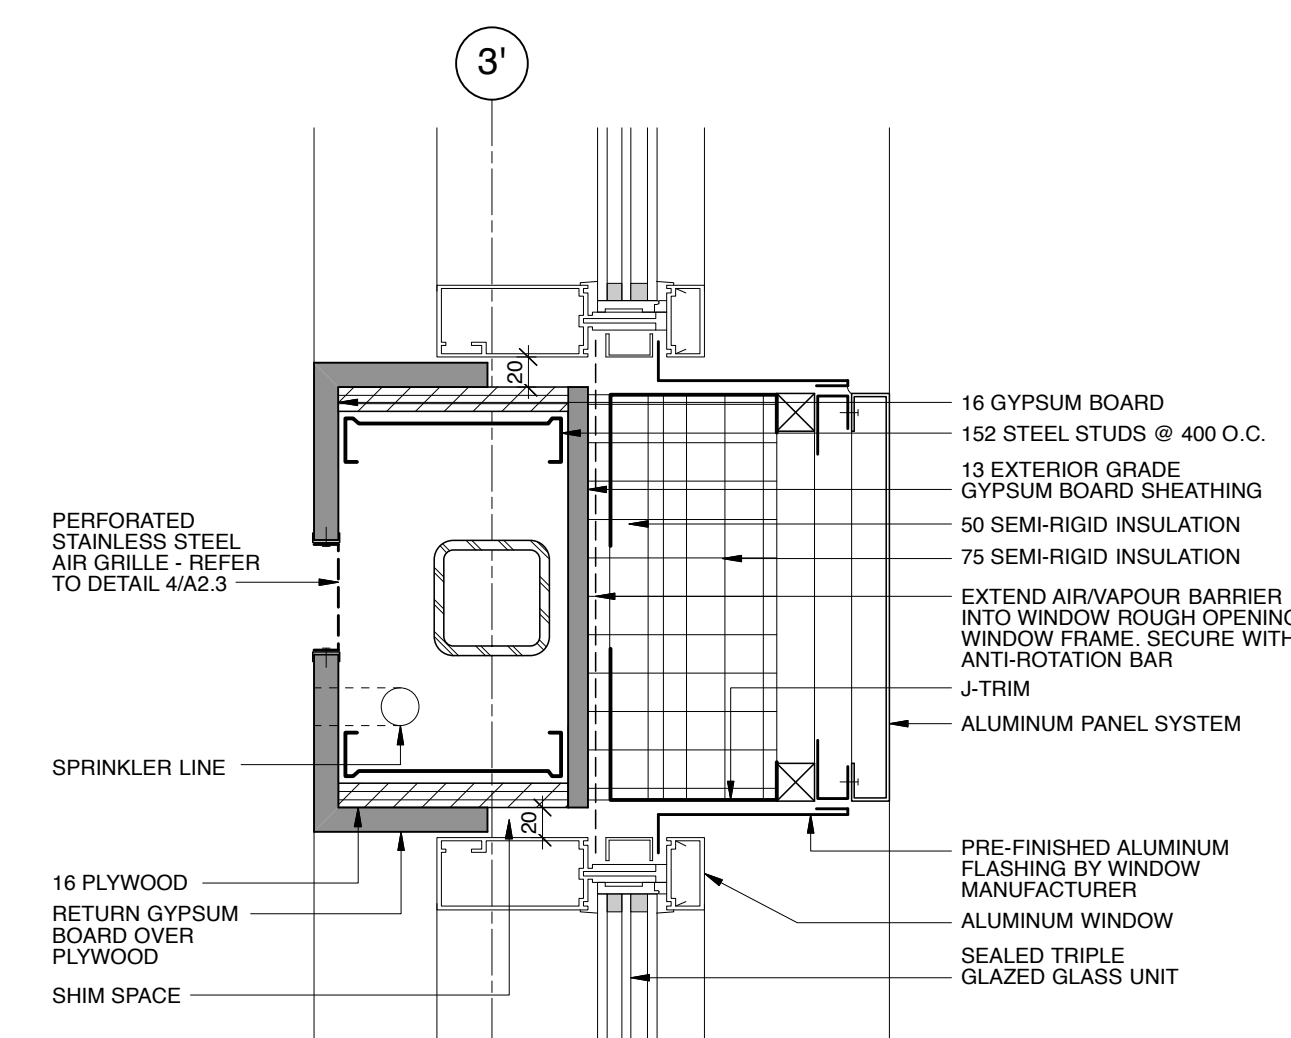 3'
20
16 GYPSUM BOARD
152 STEEL STUDS @ 400 O.C.
13 EXTERIOR GRADE
GYPSUM BOARD SHEATHING
50 SEMI-RIGID INSULATION
75 SEMI-RIGID INSULATION
EXTEND AIR/VAPOUR BARRIER
INTO WINDOW ROUGH OPENING
WINDOW FRAME. SECURE WITH
ANTI-ROTATION BAR
J-TRIM
ALUMINUM PANEL SYSTEM
PERFORATED
STAINLESS STEEL
AIR GRILLE - REFER
TO DETAIL 4/A2.3
SPRINKLER LINE
20
16 PLYWOOD
RETURN GYPSUM
BOARD OVER
PLYWOOD
SHIM SPACE
PRE-FINISHED ALUMINUM
FLASHING BY WINDOW
MANUFACTURER
ALUMINUM WINDOW
SEALED TRIPLE
GLAZED GLASS UNIT